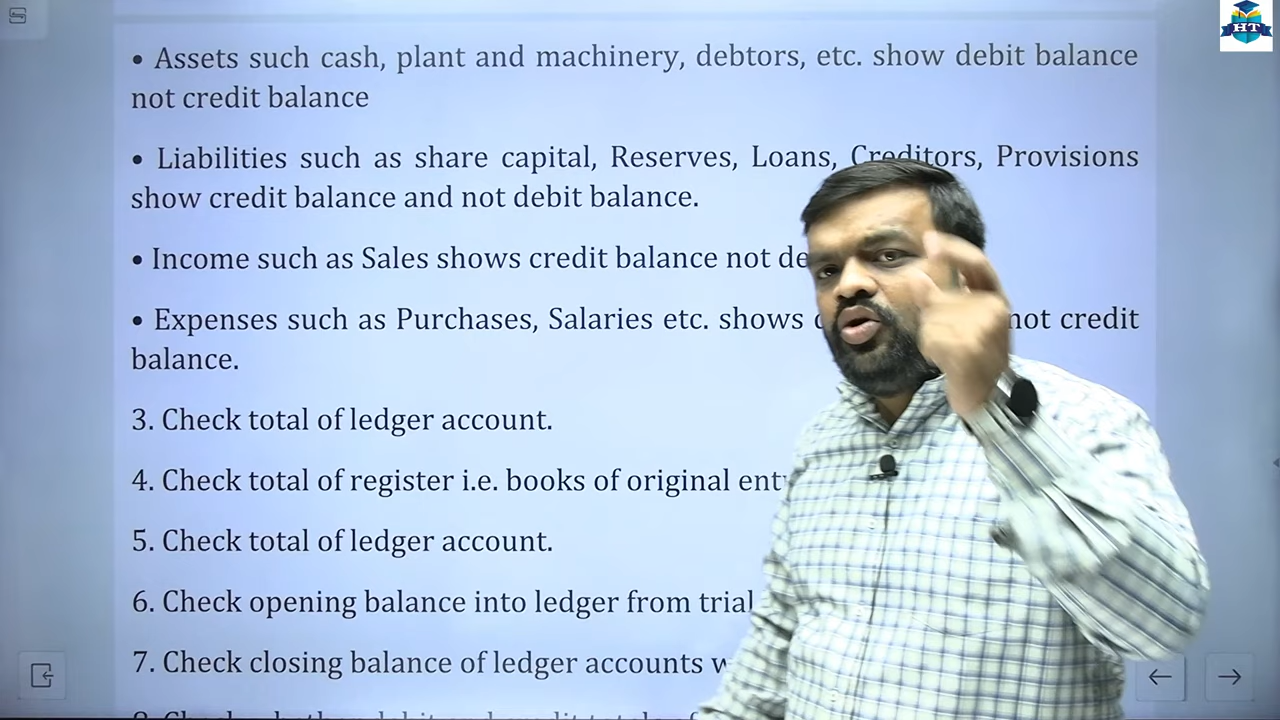 • Assets such cash, plant and machinery, debtors, etc. show debit balance
not credit balance
• Liabilities such as share capital, Reserves, Loans, Creditors, Provisions
show credit balance and not debit balance.
• Income such as Sales shows credit balance not
• Expenses such as Purchases, Salaries etc. shows not credit
balance.
3. Check total of ledger account.
4. Check total of register i.e. books of original
5. Check total of ledger account.
6. Check opening balance into ledger from trial
7. Check closing balance of ledger accounts
HT